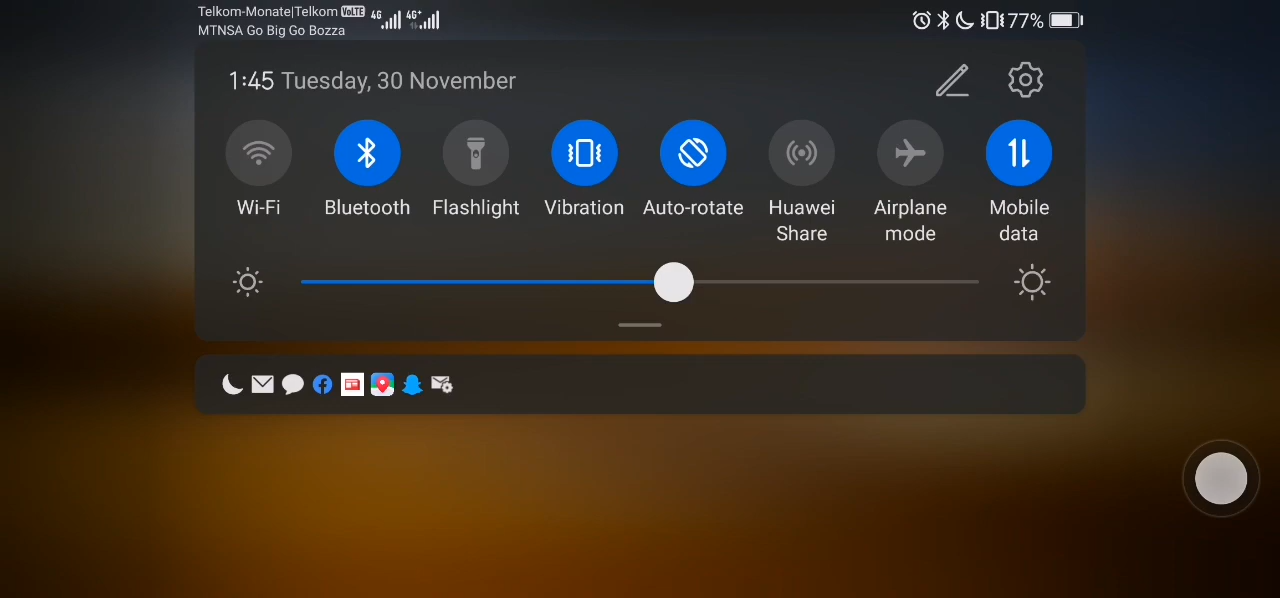 Telkom-Monate|Telkom VoLTE 4G 4G+
MTNSA Go Big Go Bozza
77%
1:45 Tuesday, 30 November
Wi-Fi
Bluetooth
Flashlight
Vibration
Auto-rotate
Huawei
Share
Airplane
mode
Mobile
data